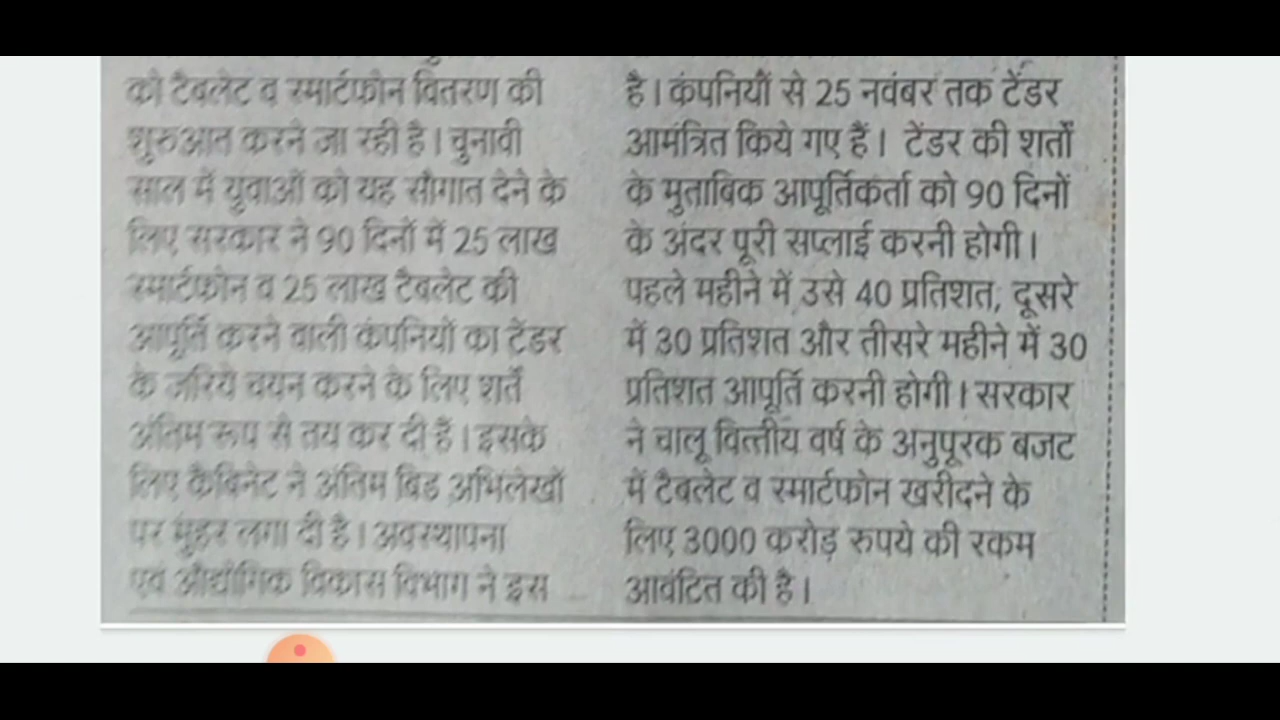 को टैबलेट व स्मार्टफोन वितरण की
शुरुआत करने जा रही है। चुनावी
साल में युवाओं को यह सौगात देने के
लिए सरकार ने 90 दिनों में 25 लाख
स्मार्टफोन व 25 लाख टैबलेट की
आपूर्ति करने वाली कंपनियों का टेंडर
के जरिये चयन करने के लिए शर्तें
अंतिम रूप से तय कर दी हैं। इसके
लिए कैबिनेट ने अंतिम बिड अभिलेखों
पर मुहर लगा दी है। अवस्थापना
एवं औद्योगिक विकास विभाग ने इस
है। कंपनियों से 25 नवंबर तक टेंडर
आमंत्रित किये गए हैं। टेंडर की शर्तों
के मुताबिक आपूर्तिकर्ता को 90 दिनों
के अंदर पूरी सप्लाई करनी होगी।
पहले महीने में उसे 40 प्रतिशत, दूसरे
में 30 प्रतिशत और तीसरे महीने में 30
प्रतिशत आपूर्ति करनी होगी। सरकार
ने चालू वित्तीय वर्ष के अनुपूरक बजट
में टैबलेट व स्मार्टफोन खरीदने के
लिए 3000 करोड़ रुपये की रकम
आवंटित की है।